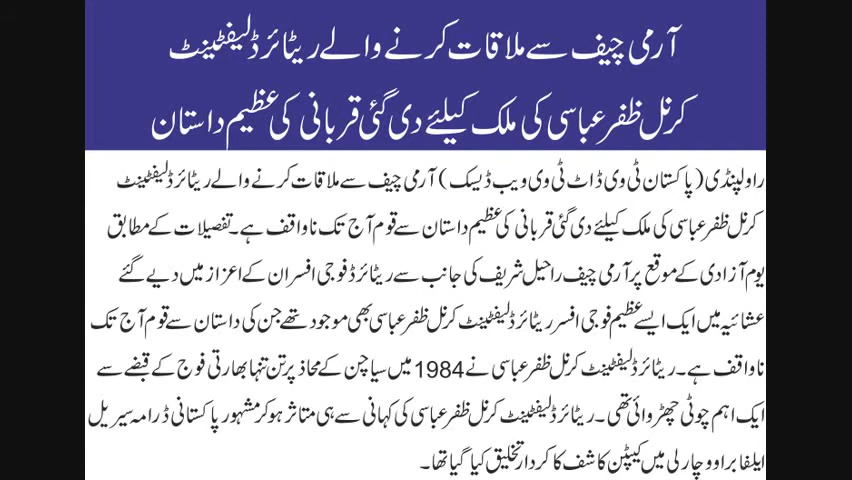 آرمی چیف سے ملاقات کرنے والے ریٹائرڈ لیفٹیننٹ
کرنل ظفر عباسی کی ملک کیلئے دی گئی قربانی کی عظیم داستان
راولپنڈی (پاکستان ٹی وی ڈاٹ ٹی وی ویب ڈیسک) آرمی چیف سے ملاقات کرنے والے ریٹائرڈ لیفٹیننٹ
کرنل ظفر عباسی کی ملک کیلئے دی گئی قربانی کی عظیم داستان سے قوم آج تک ناواقف ہے۔ تفصیلات کے مطابق
یوم آزادی کے موقع پر آرمی چیف راحیل شریف کی جانب سے ریٹائرڈ فوجی افسران کے اعزاز میں دیے گئے
عشائیہ میں ایک ایسے عظیم فوجی افسر ریٹائرڈ لیفٹیننٹ کرنل ظفر عباسی بھی موجود تھے جن کی داستان سے قوم آج تک
ناواقف ہے۔ ریٹائرڈ لیفٹیننٹ کرنل ظفر عباسی نے 1984 میں سیاچن کے محاذ پر تن تنہا بھارتی فوج کے قبضے سے
ایک اہم چوٹی چھڑوائی تھی۔ ریٹائرڈ لیفٹیننٹ کرنل ظفر عباسی کی کہانی سے ہی متاثر ہو کر مشہور پاکستانی ڈرامہ سیریل
ایلفا براوو چارلی میں کیپٹن کاشف کا کردار تخلیق کیا گیا تھا۔